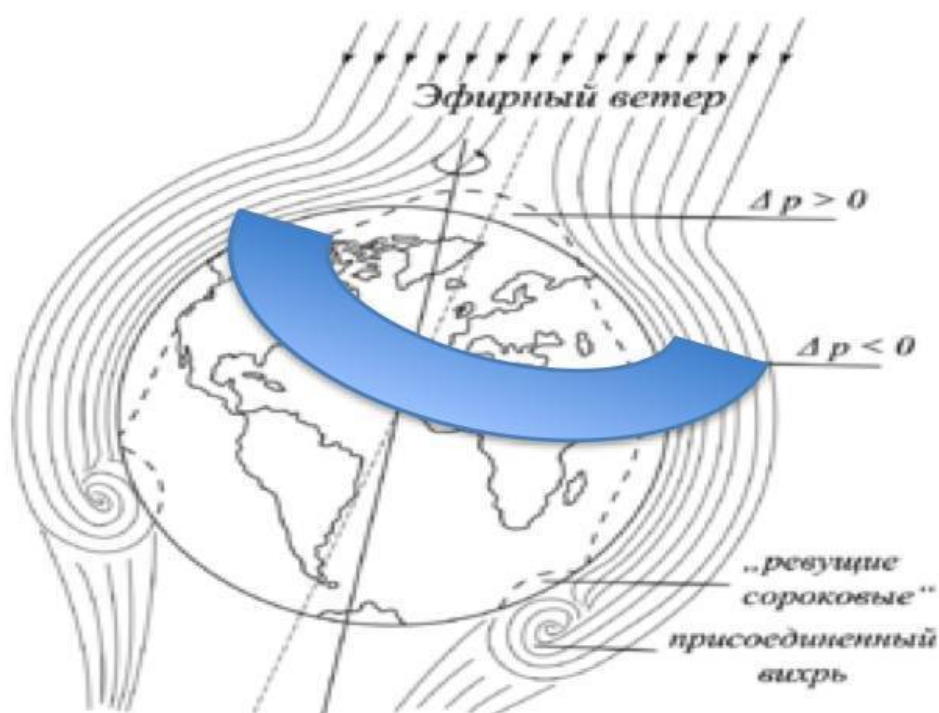 Эфирный ветер
Δ p > 0
Δ p < 0
„ревущие
сороковые“
присоединенный
вихрь